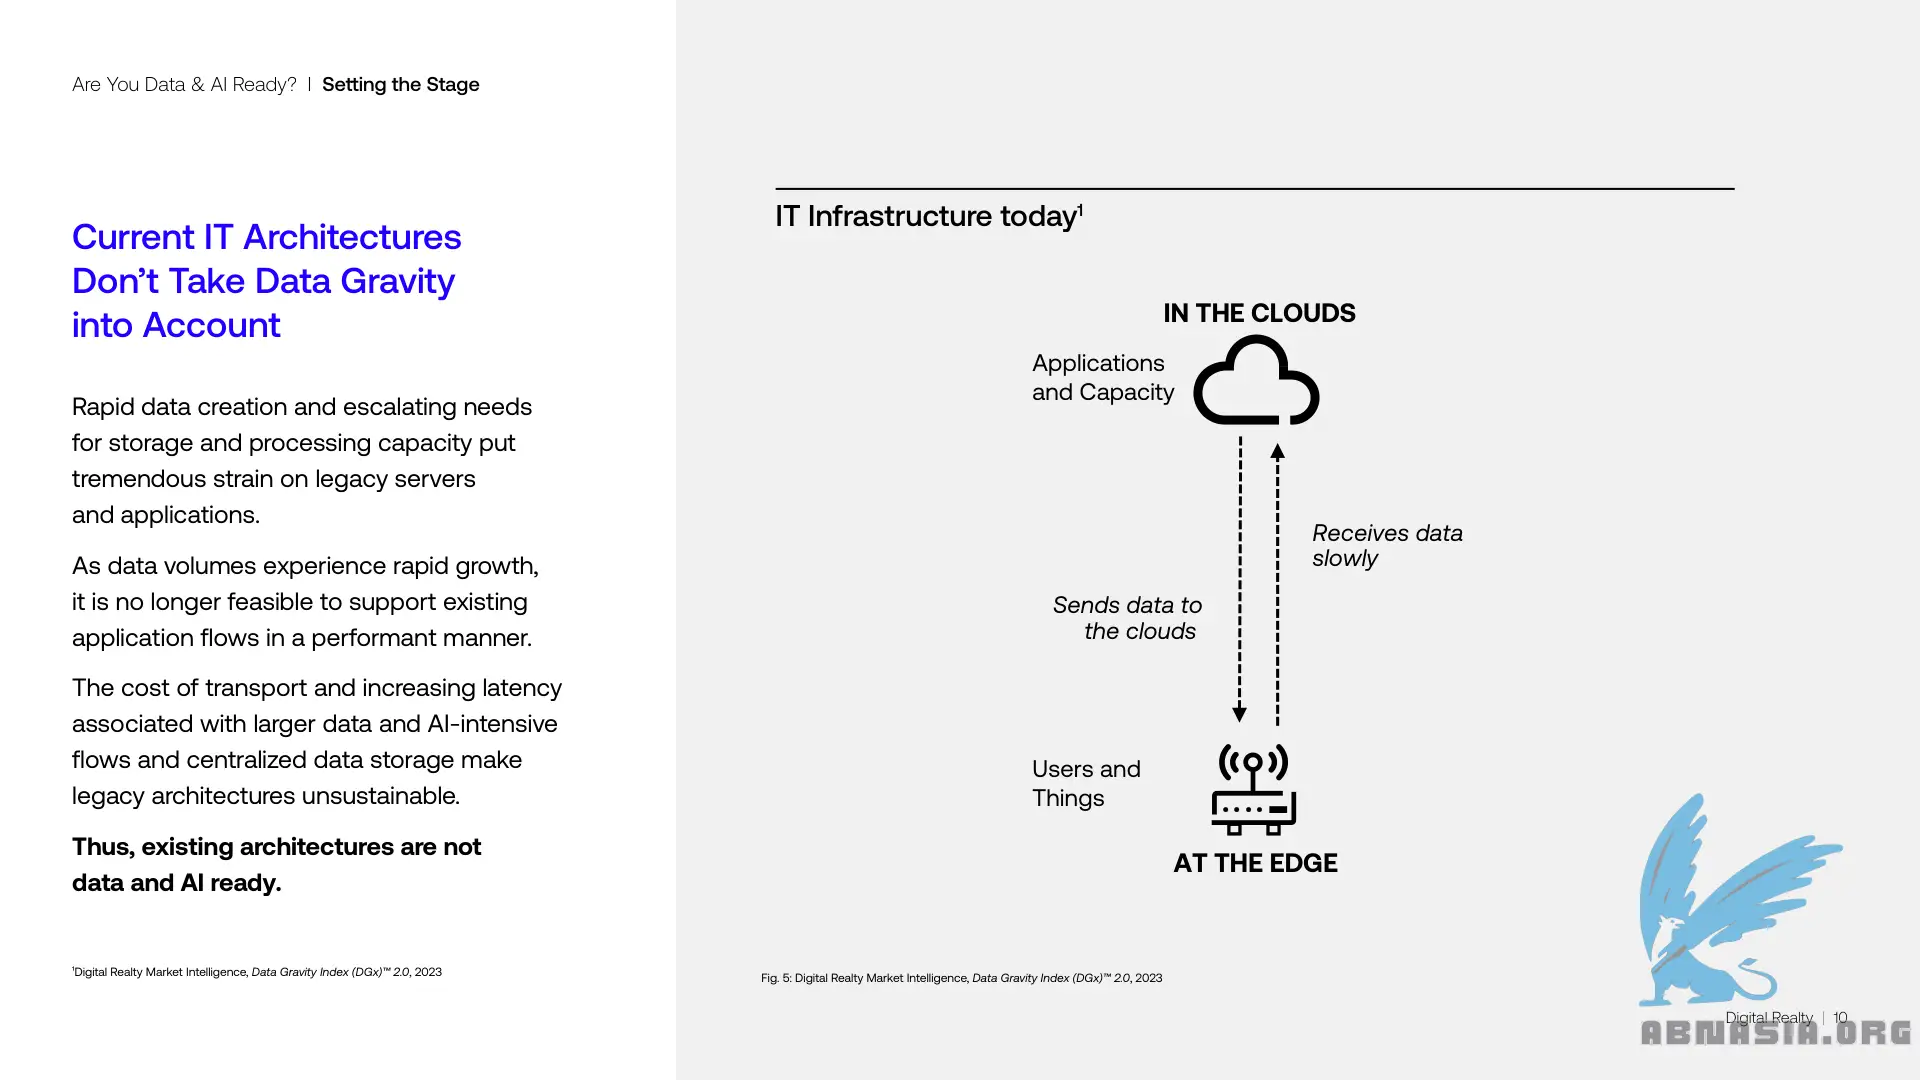 Are You Data & AI Ready? | Setting the Stage
Current IT Architectures
Don’t Take Data Gravity
into Account
Rapid data creation and escalating needs
for storage and processing capacity put
tremendous strain on legacy servers
and applications.
As data volumes experience rapid growth,
it is no longer feasible to support existing
application flows in a performant manner.
The cost of transport and increasing latency
associated with larger data and AI-intensive
flows and centralized data storage make
legacy architectures unsustainable.
Thus, existing architectures are not
data and AI ready.
¹Digital Realty Market Intelligence, Data Gravity Index (DGx)™ 2.0, 2023
IT Infrastructure today¹
IN THE CLOUDS
Applications
and Capacity
Receives data
slowly
Sends data to
the clouds
Users and
Things
AT THE EDGE
Fig. 5: Digital Realty Market Intelligence, Data Gravity Index (DGx)™ 2.0, 2023
Digital Realty | 10
ABNASIA.ORG